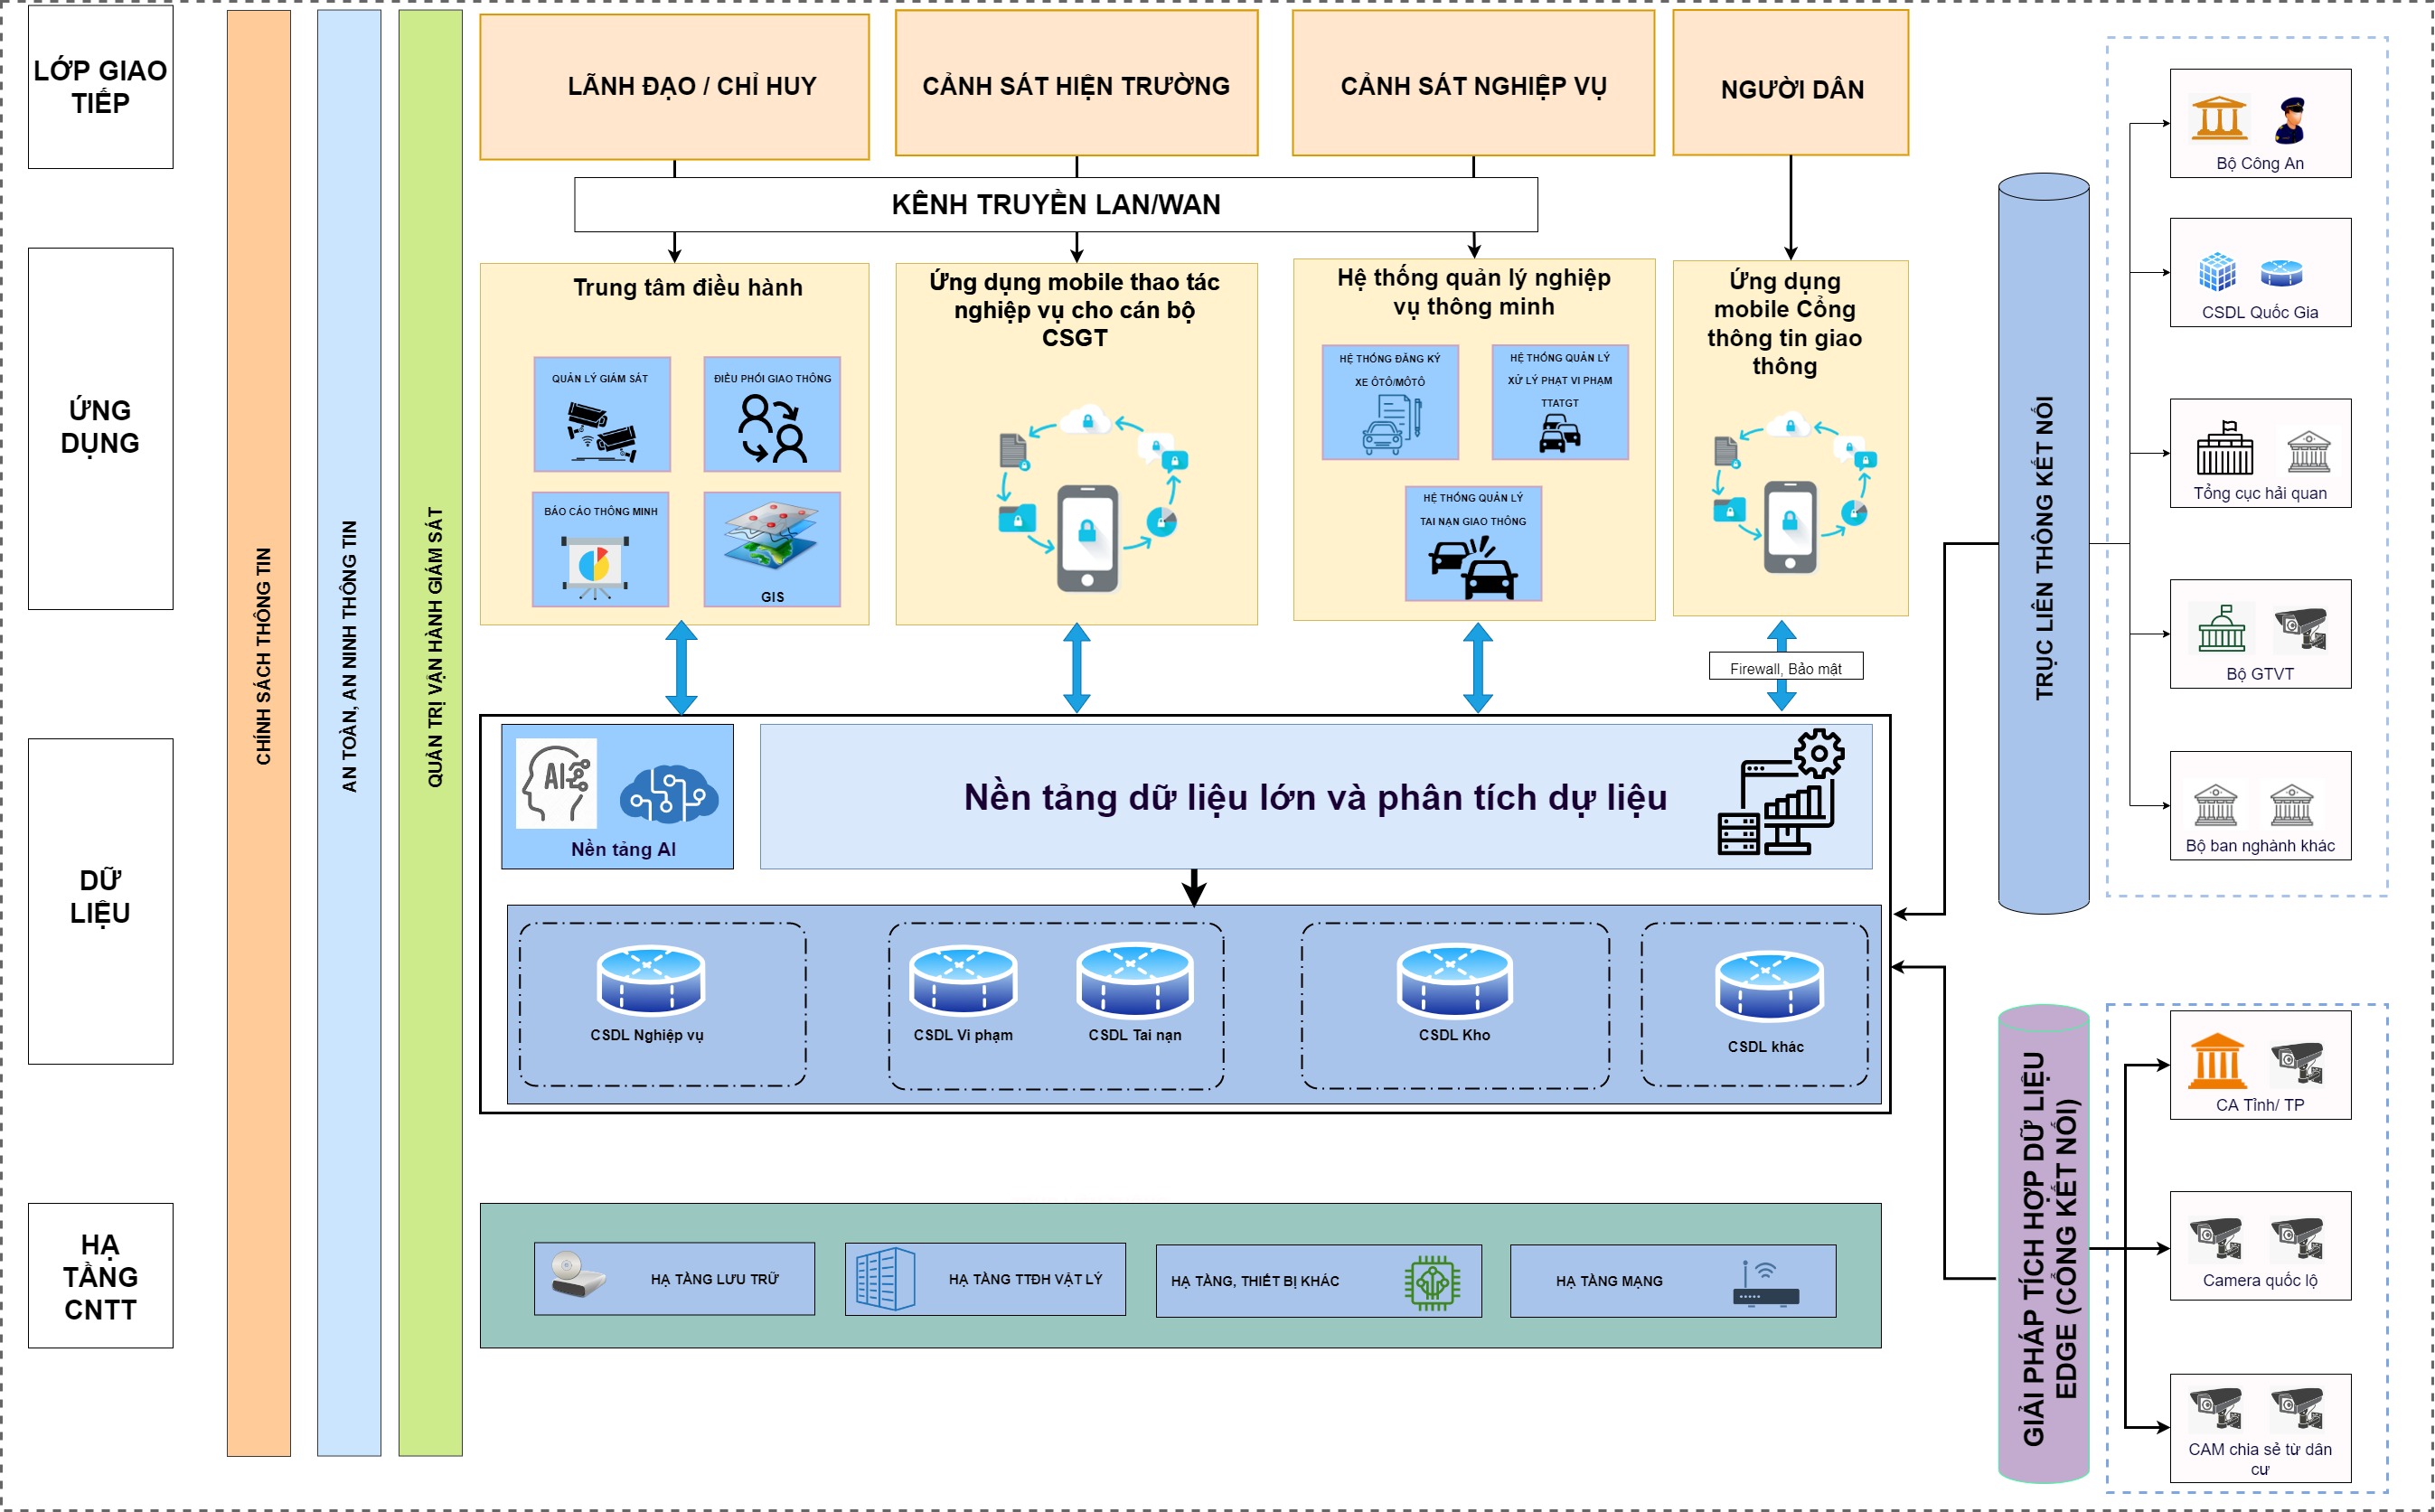 LỚP GIAO
TIẾP
ỨNG
DỤNG
DỮ
LIỆU
HẠ
TẦNG
CNTT
CHÍNH SÁCH THÔNG TIN
AN TOÀN, AN NINH THÔNG TIN
QUẢN TRỊ VẬN HÀNH GIÁM SÁT
LÃNH ĐẠO / CHỈ HUY
CẢNH SÁT HIỆN TRƯỜNG
CẢNH SÁT NGHIỆP VỤ
NGƯỜI DÂN
KÊNH TRUYỀN LAN/WAN
Trung tâm điều hành
QUẢN LÝ GIÁM SÁT
ĐIỀU PHỐI GIAO THÔNG
BÁO CÁO THÔNG MINH
GIS
Ứng dụng mobile thao tác
nghiệp vụ cho cán bộ
CSGT
Hệ thống quản lý nghiệp
vụ thông minh
HỆ THỐNG ĐĂNG KÝ
XE ÔTÔ/MÔTÔ
HỆ THỐNG QUẢN LÝ
XỬ LÝ PHẠT VI PHẠM
TTATGT
HỆ THỐNG QUẢN LÝ
TAI NẠN GIAO THÔNG
Ứng dụng
mobile Cổng
thông tin giao
thông
Firewall, Bảo mật
AI
Nền tảng AI
Nền tảng dữ liệu lớn và phân tích dự liệu
CSDL Nghiệp vụ
CSDL Vi phạm
CSDL Tai nạn
CSDL Kho
CSDL khác
HẠ TẦNG LƯU TRỮ
HẠ TẦNG TTĐH VẬT LÝ
HẠ TẦNG, THIẾT BỊ KHÁC
HẠ TẦNG MẠNG
TRỤC LIÊN THÔNG KẾT NỐI
Bộ Công An
CSDL Quốc Gia
Tổng cục hải quan
Bộ GTVT
Bộ ban nghành khác
GIẢI PHÁP TÍCH HỢP DỮ LIỆU
EDGE (CỔNG KẾT NỐI)
CA Tỉnh/ TP
Camera quốc lộ
CAM chia sẻ từ dân
cư